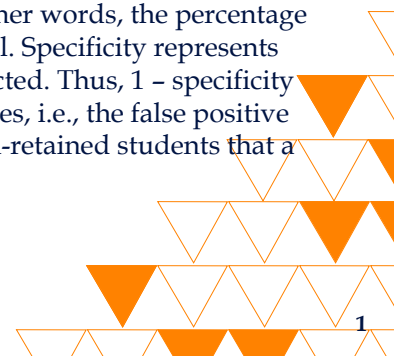 her words, the percentage
l. Specificity represents
cted. Thus, 1 – specificity
es, i.e., the false positive
-retained students that a
1